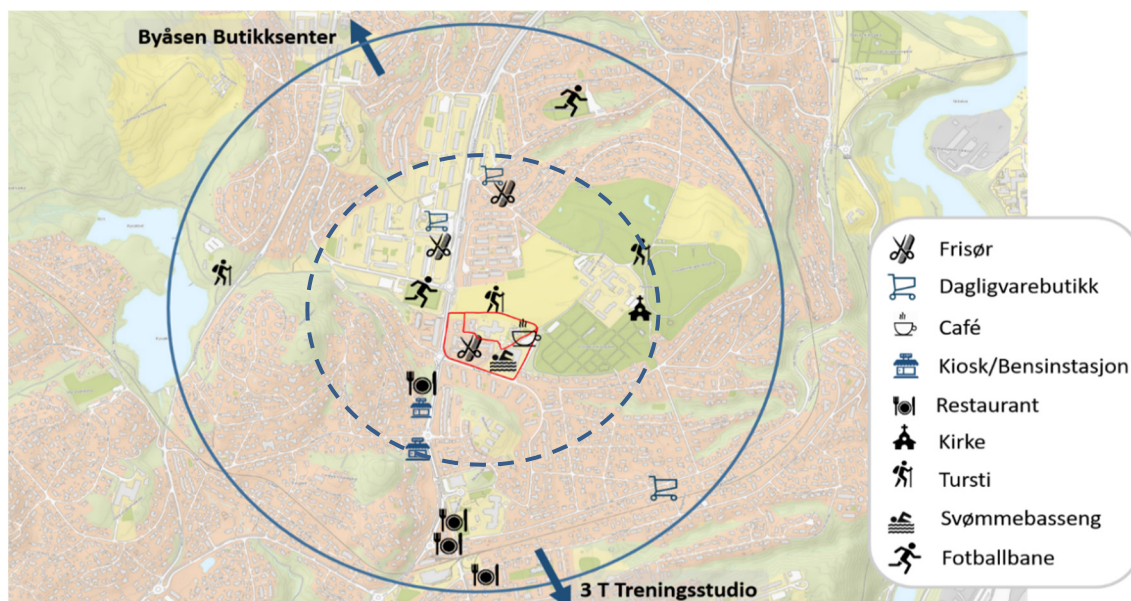 Byåsen Butikksenter
Frisør
Dagligvarebutikk
Café
Kiosk/Bensinstasjon
Restaurant
Kirke
Tursti
Svømmebasseng
Fotballbane
3 T Treningsstudio